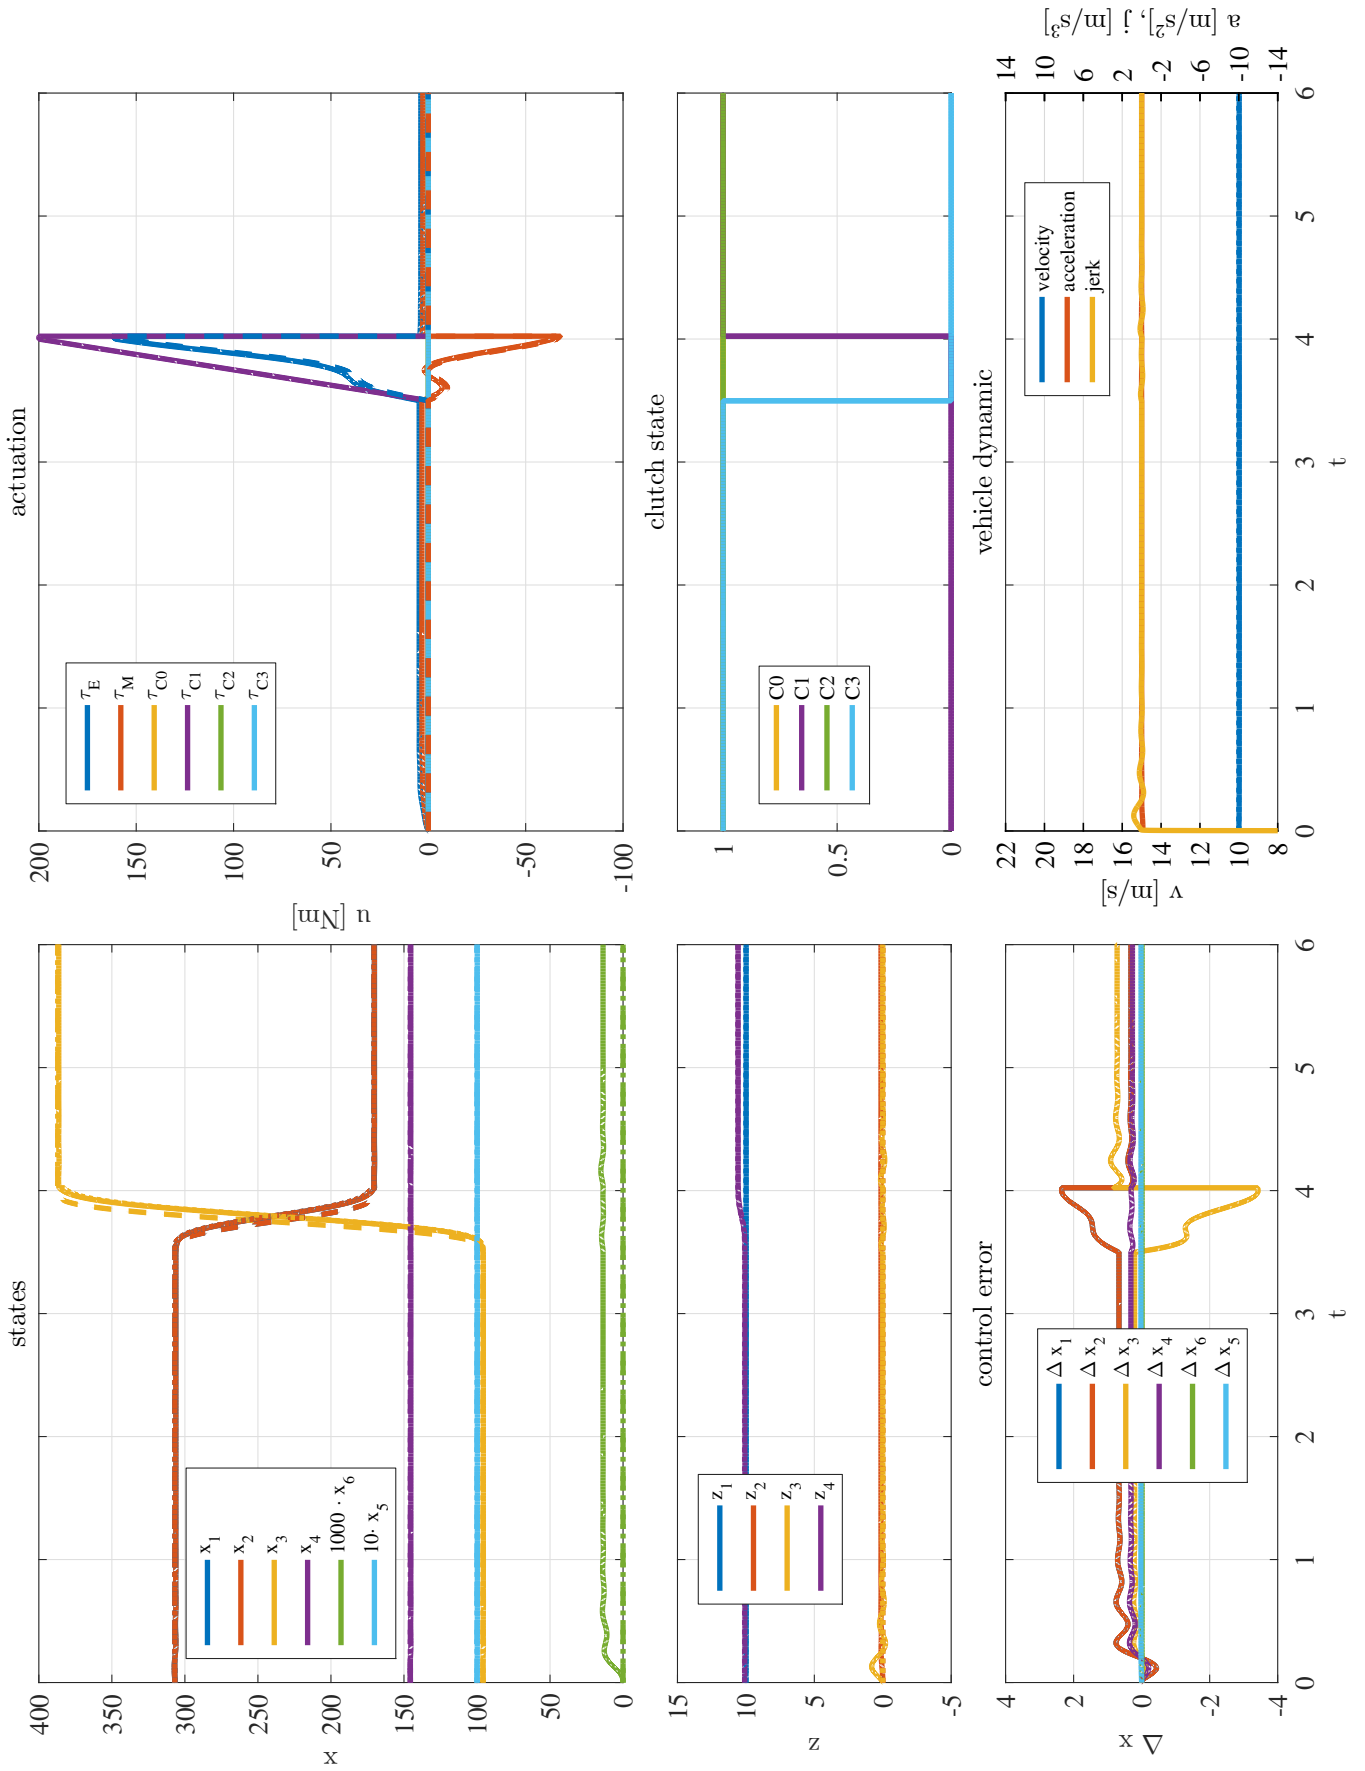 states
x
400
350
300
250
200
150
100
50
0
x1
x2
x3
x4
1000 · x6
10· x5
actuation
u [Nm]
200
150
100
50
0
-50
-100
τE
τM
τC0
τC1
τC2
τC3
z
15
10
5
0
-5
z1
z2
z3
z4
clutch state
1
0.5
0
C0
C1
C2
C3
control error
Δ x
4
2
0
-2
-4
Δ x1
Δ x2
Δ x3
Δ x4
Δ x6
Δ x5
0 1 2 3 4 5 6
t
vehicle dynamic
v [m/s]
22
20
18
16
14
12
10
8
velocity
acceleration
jerk
14
10
6
2
-2
-6
-10
-14
a [m/s2], j [m/s3]
0 1 2 3 4 5 6
t